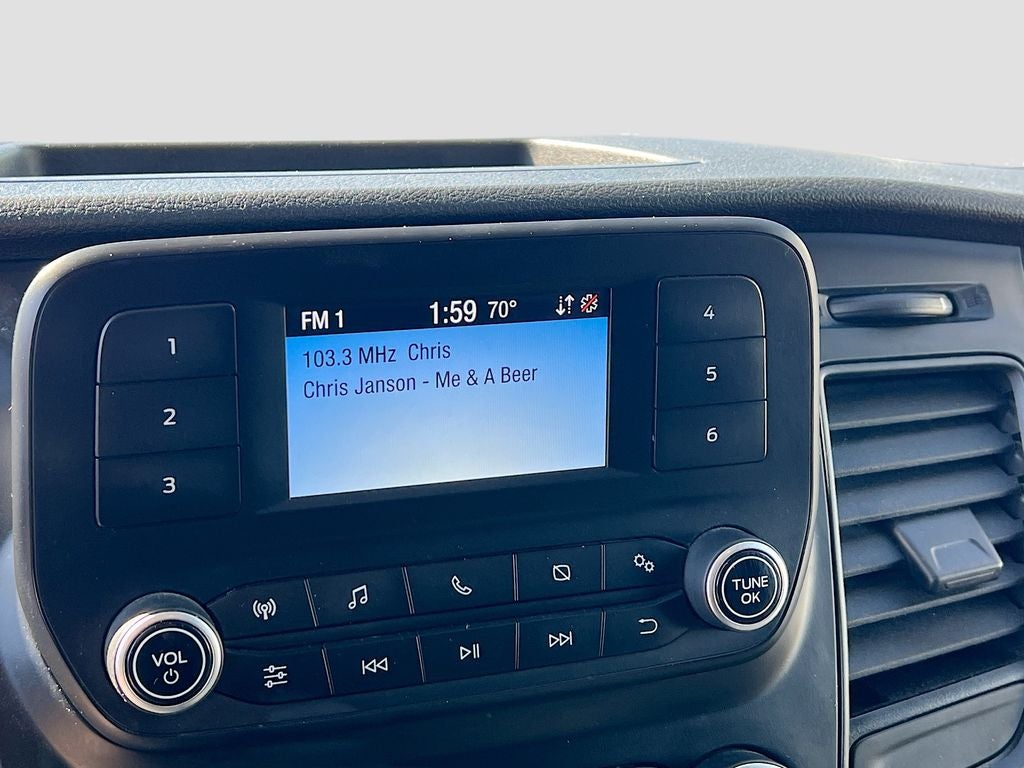 FM 1 1:59 70°
103.3 MHz Chris
Chris Janson - Me & A Beer
1
2
3
4
5
6
VOL
TUNE
OK